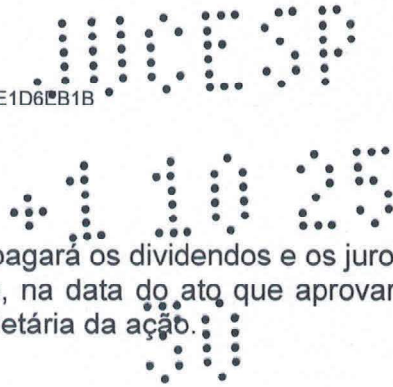 JUCESP
E1D6EB1B
1 10 25
pagará os dividendos e os juro
, na data do ato que aprovar
etária da ação.